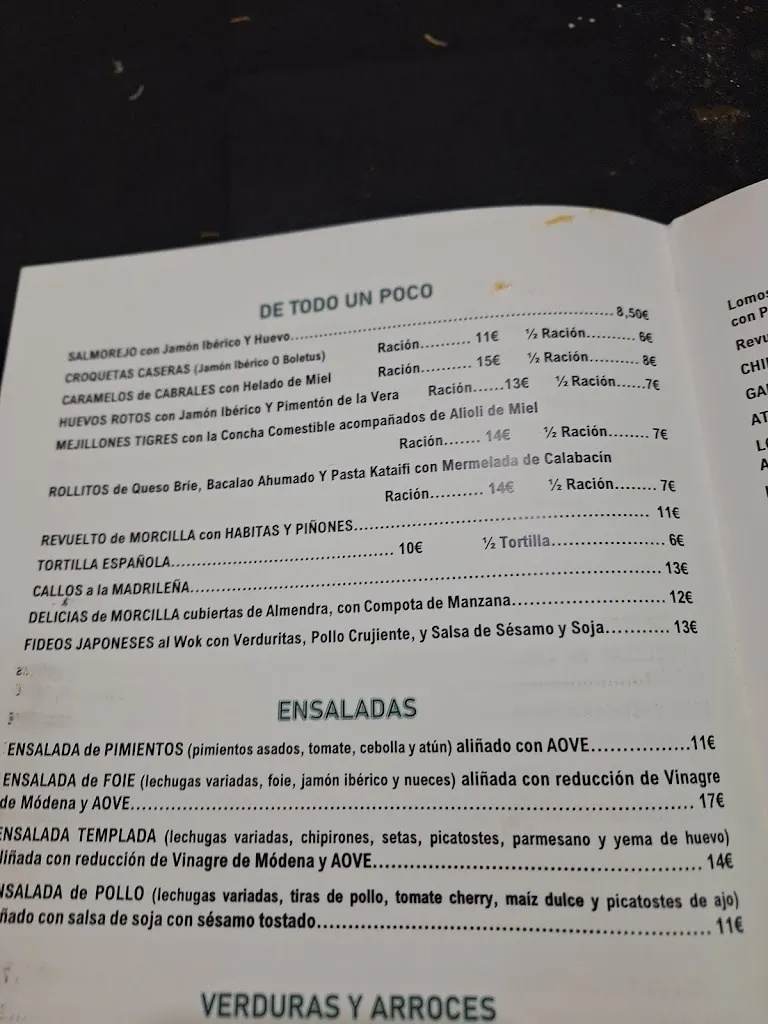 DE TODO UN POCO
SALMOREJO con Jamón Ibérico Y Huevo........................................................ 8,50€
CROQUETAS CASERAS (Jamón Ibérico O Boletus) Ración.......... 11€ ½ Ración.......... 6€
CARAMELOS de CABRALES con Helado de Miel Ración.......... 15€ ½ Ración.......... 8€
HUEVOS ROTOS con Jamón Ibérico Y Pimentón de la Vera Ración......13€ ½ Ración......7€
MEJILLONES TIGRES con la Concha Comestible acompañados de Alioli de Miel
Ración....... 14€ ½ Ración........ 7€
ROLLITOS de Queso Brie, Bacalao Ahumado Y Pasta Kataifi con Mermelada de Calabacín
Ración.......... 14€ ½ Ración........ 7€
REVUELTO de MORCILLA con HABITAS Y PIÑONES.................................................. 11€
TORTILLA ESPAÑOLA.......................................... 10€ ½ Tortilla..................... 6€
CALLOS a la MADRILEÑA................................................................................ 13€
DELICIAS de MORCILLA cubiertas de Almendra, con Compota de Manzana........................ 12€
FIDEOS JAPONESES al Wok con Verduritas, Pollo Crujiente, y Salsa de Sésamo y Soja........... 13€
ENSALADAS
ENSALADA de PIMIENTOS (pimientos asados, tomate, cebolla y atún) aliñado con AOVE................11€
ENSALADA de FOIE (lechugas variadas, foie, jamón ibérico y nueces) aliñada con reducción de Vinagre
de Módena y AOVE.................................................................................. 17€
ENSALADA TEMPLADA (lechugas variadas, chipirones, setas, picatostes, parmesano y yema de huevo)
liñada con reducción de Vinagre de Módena y AOVE.................................................. 14€
NSALADA de POLLO (lechugas variadas, tiras de pollo, tomate cherry, maíz dulce y picatostes de ajo)
ñado con salsa de soja con sésamo tostado............................................................ 11€
VERDURAS Y ARROCES
Lomos
con P
Revu
CHI
GA
AT
L
A